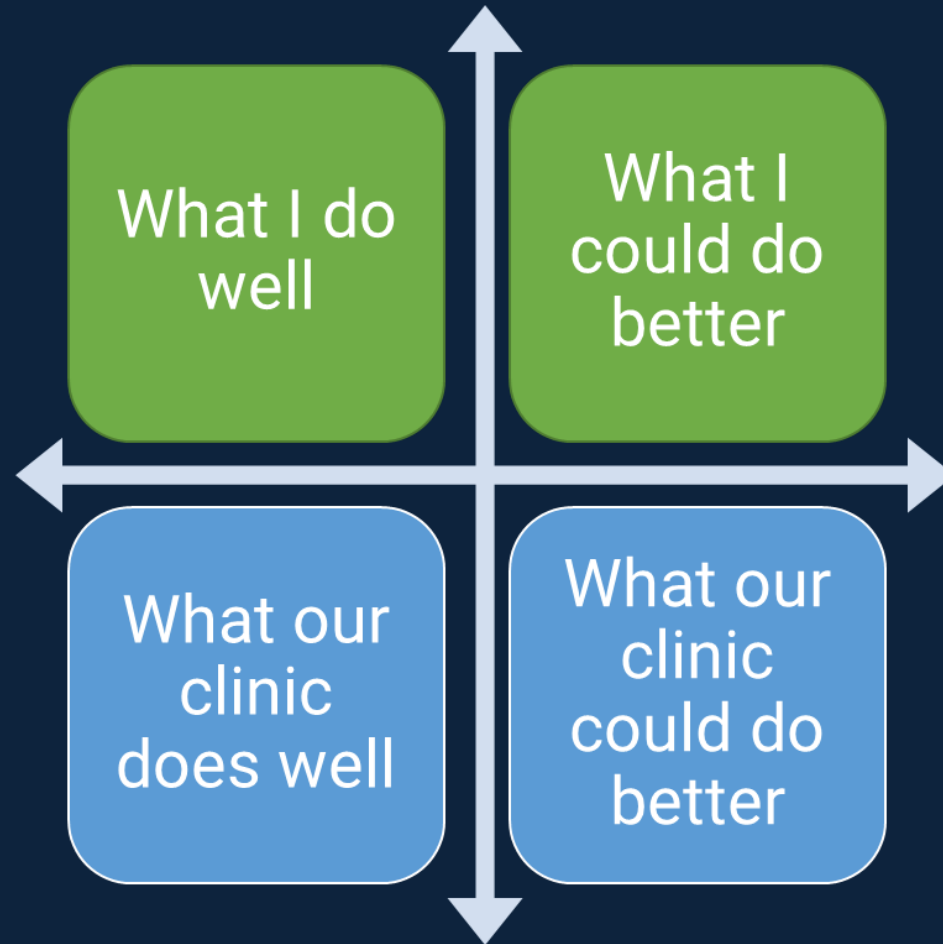 What I do
well
What I
could do
better
What our
clinic
does well
What our
clinic
could do
better